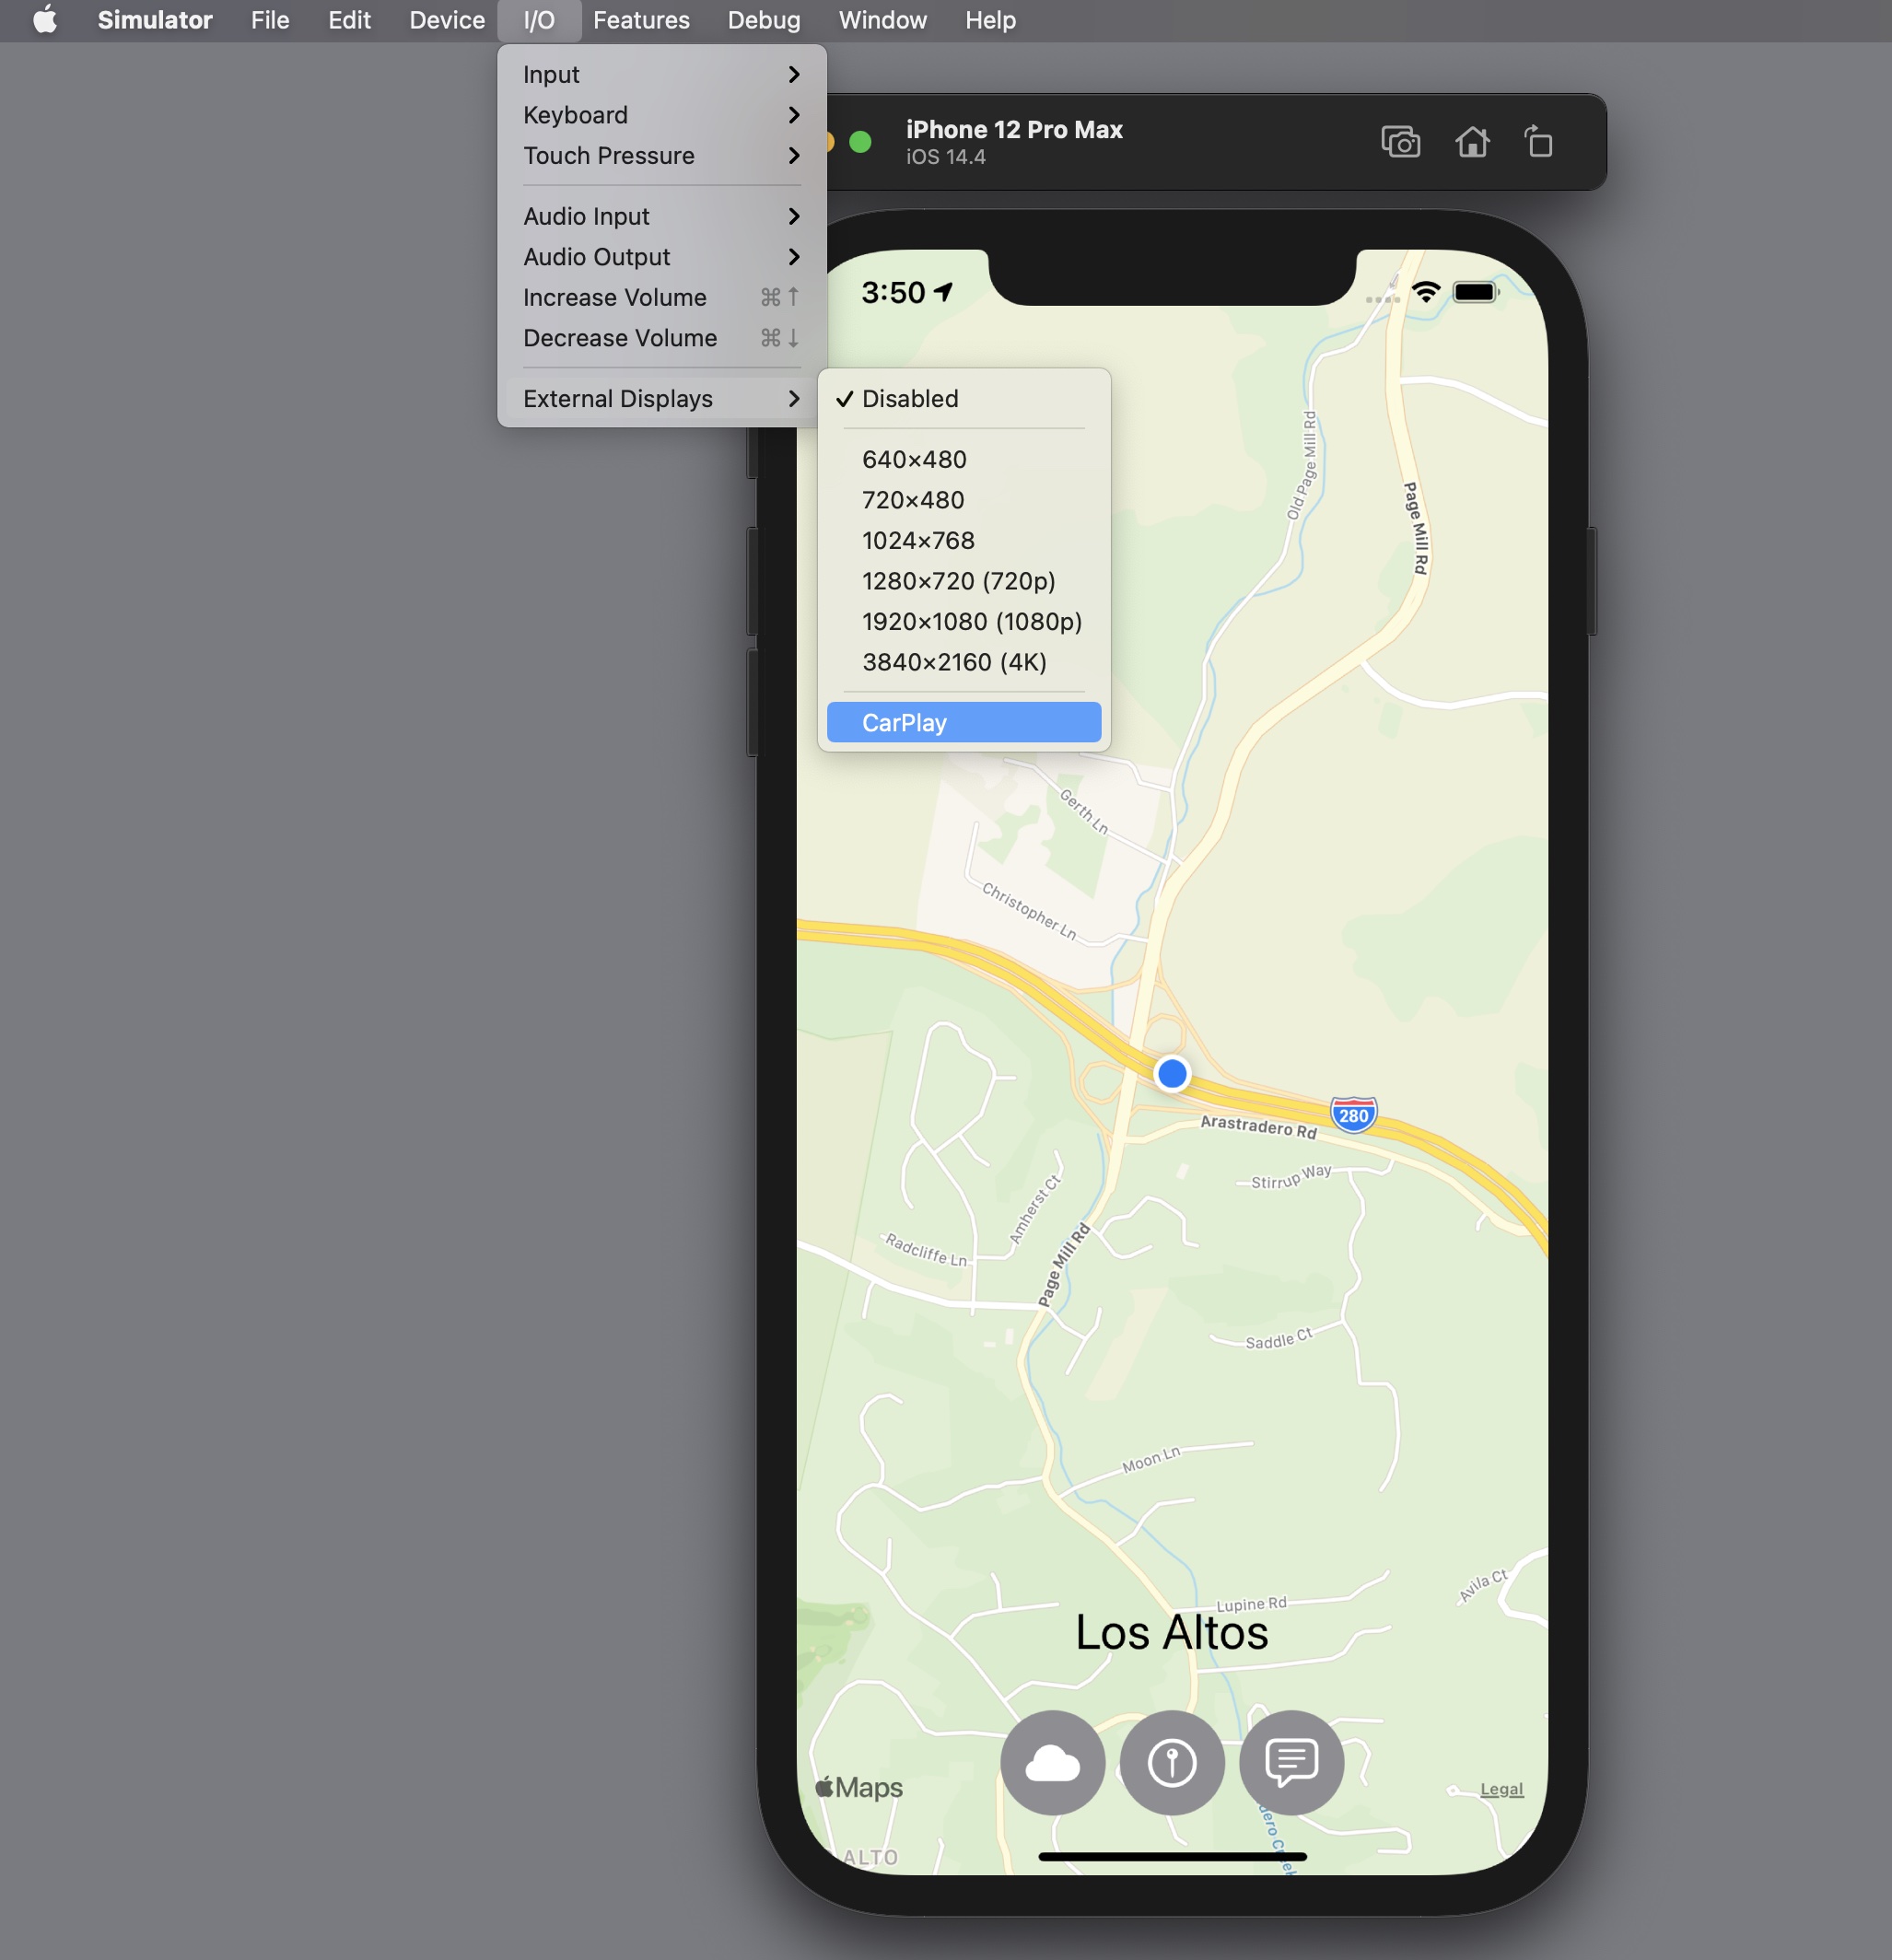 Simulator File Edit Device I/O Features Debug Window Help
Input
Keyboard
Touch Pressure
Audio Input
Audio Output
Increase Volume ⌘↑
Decrease Volume ⌘↓
External Displays
iPhone 12 Pro Max
iOS 14.4
3:50
✓ Disabled
640×480
720×480
1024×768
1280×720 (720p)
1920×1080 (1080p)
3840×2160 (4K)
CarPlay
Old Page Mill Rd
Page Mill Rd
Gerth Ln
Christopher Ln
280
Arastradero Rd
Stirrup Way
Amherst Ct
Radcliffe Ln
Page Mill Rd
Saddle Ct
Moon Ln
Avila Ct
Lupine Rd
Los Altos
Maps
Legal
ALTO